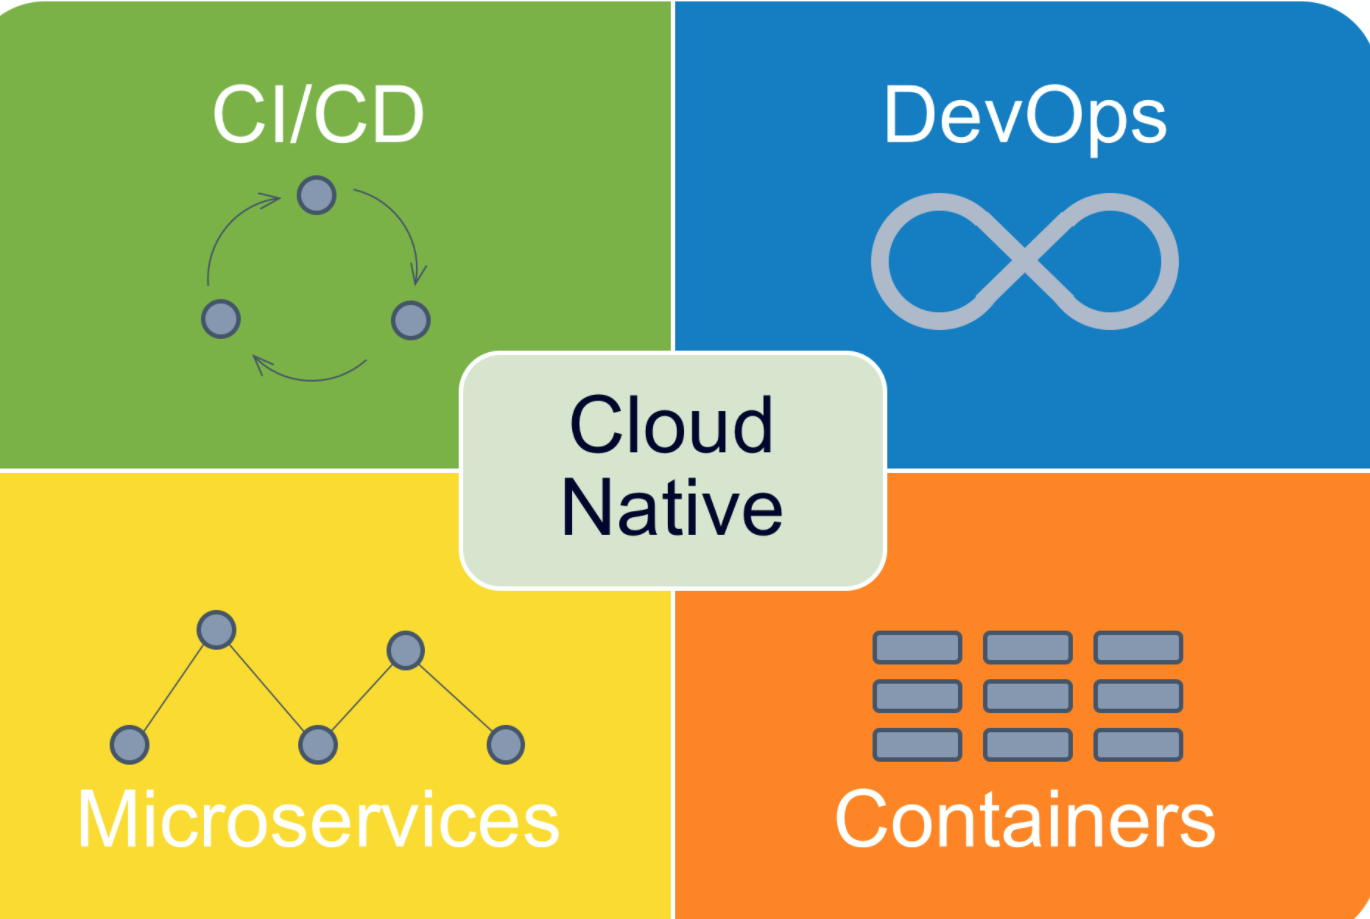 CI/CD
DevOps
Cloud
Native
Microservices
Containers